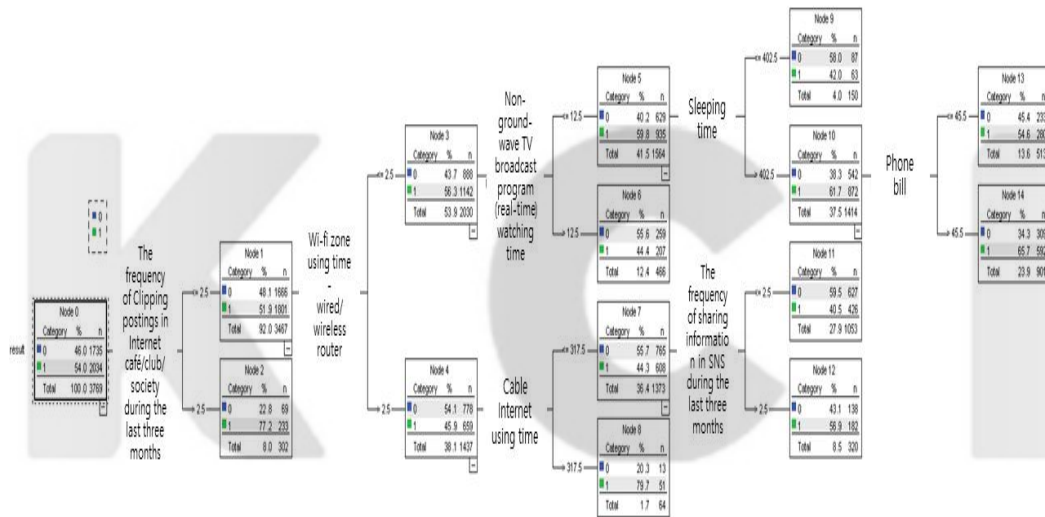 result
0
1
Node 0
Category % n
0 46.0 1735
1 54.0 2034
Total 100.0 3769
The
frequency
of Clipping
postings in
Internet
café/club/
society
during the
last three
months
<= 2.5
> 2.5
Node 1
Category % n
0 48.1 1666
1 51.9 1801
Total 92.0 3467
Node 2
Category % n
0 22.8 69
1 77.2 233
Total 8.0 302
Wi-fi zone
using time
-
wired/
wireless
router
<= 2.5
> 2.5
Node 3
Category % n
0 43.7 888
1 56.3 1142
Total 53.9 2030
Node 4
Category % n
0 54.1 778
1 45.9 659
Total 38.1 1437
Non-
ground-
wave TV
broadcast
program
(real-time)
watching
time
<= 12.5
> 12.5
Cable
Internet
using time
<= 317.5
> 317.5
Node 5
Category % n
0 40.2 629
1 59.8 935
Total 41.5 1564
Node 6
Category % n
0 55.6 259
1 44.4 207
Total 12.4 466
Node 7
Category % n
0 55.7 765
1 44.3 608
Total 36.4 1373
Node 8
Category % n
0 20.3 13
1 79.7 51
Total 1.7 64
Sleeping
time
<= 402.5
> 402.5
The
frequency
of sharing
informatio
n in SNS
during the
last three
months
<= 2.5
> 2.5
Node 9
Category % n
0 58.0 87
1 42.0 63
Total 4.0 150
Node 10
Category % n
0 38.3 542
1 61.7 872
Total 37.5 1414
Node 11
Category % n
0 59.5 627
1 40.5 426
Total 27.9 1053
Node 12
Category % n
0 43.1 138
1 56.9 182
Total 8.5 320
Phone
bill
<= 45.5
> 45.5
Node 13
Category % n
0 45.4 233
1 54.6 280
Total 13.6 513
Node 14
Category % n
0 34.3 309
1 65.7 592
Total 23.9 901